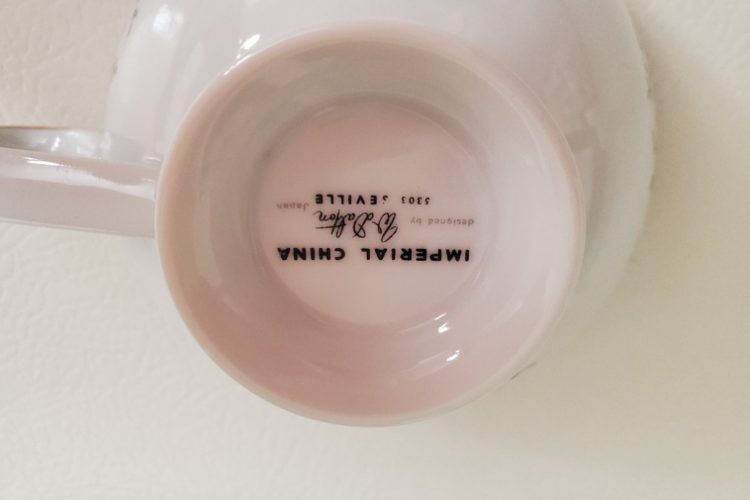 IMPERIAL CHINA
designed by W Dalton Japan
5303 SEVILLE